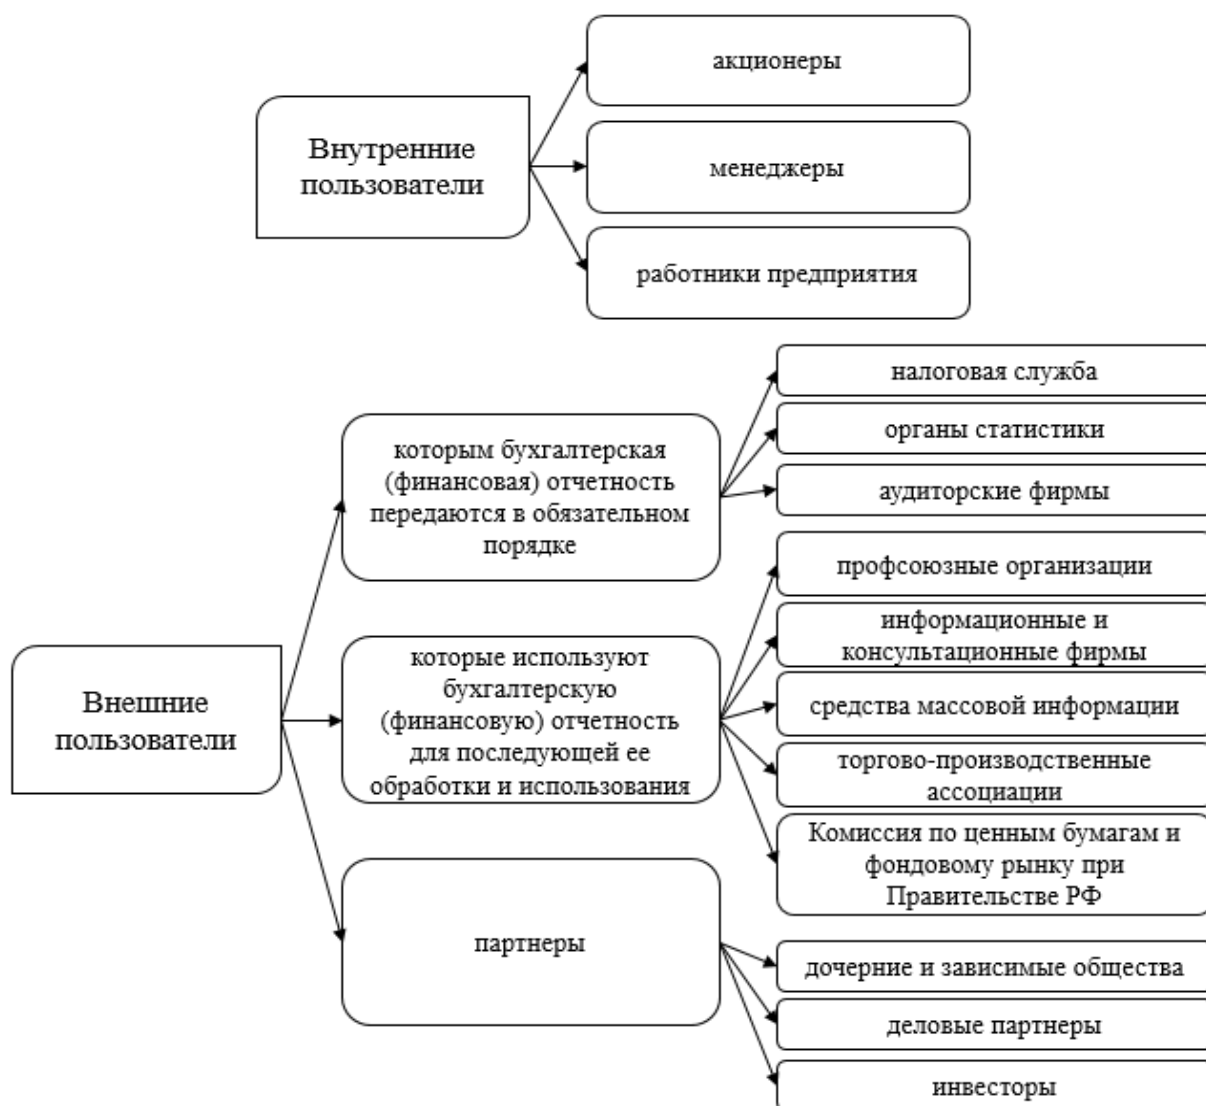 акционеры
Внутренние
пользователи
менеджеры
работники предприятия
налоговая служба
которым бухгалтерская
(финансовая) отчетность
передаются в обязательном
порядке
органы статистики
аудиторские фирмы
профсоюзные организации
Внешние
пользователи
которые используют
бухгалтерскую
(финансовую) отчетность
для последующей ее
обработки и использования
информационные и
консультационные фирмы
средства массовой информации
торгово-производственные
ассоциации
Комиссия по ценным бумагам и
фондовому рынку при
Правительстве РФ
партнеры
дочерние и зависимые общества
деловые партнеры
инвесторы